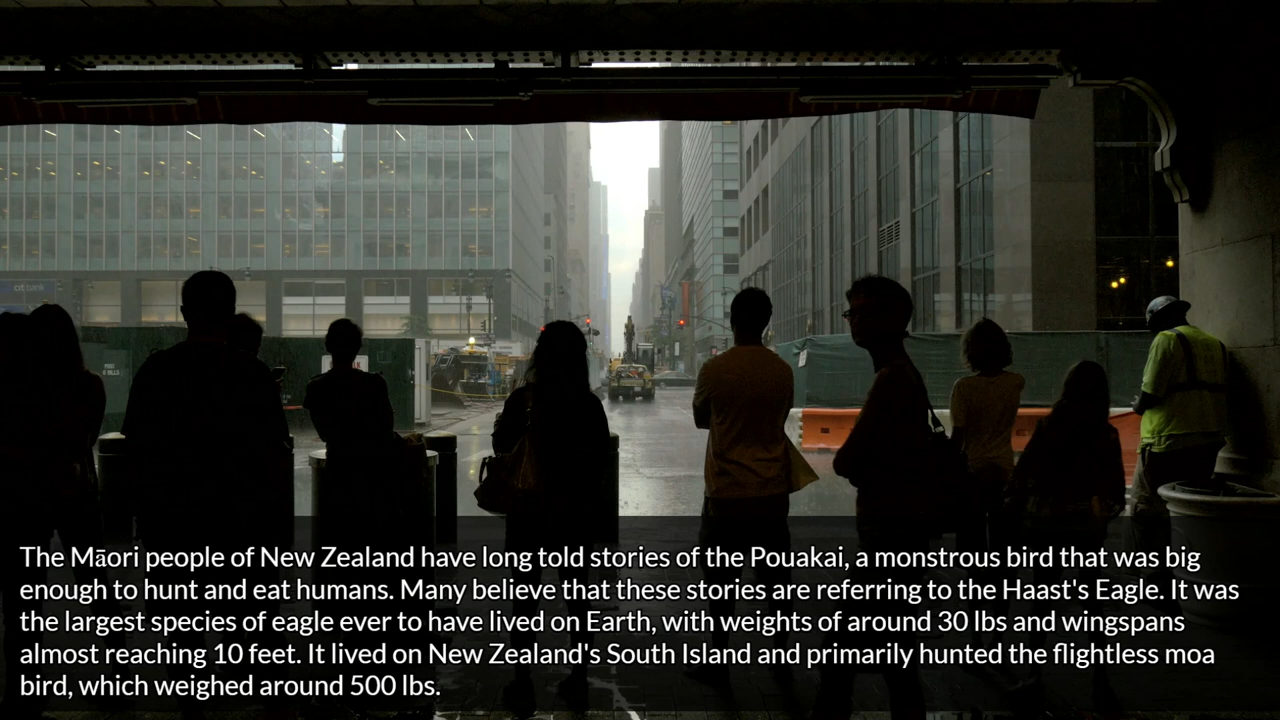 citibank
The Māori people of New Zealand have long told stories of the Pouakai, a monstrous bird that was big
enough to hunt and eat humans. Many believe that these stories are referring to the Haast's Eagle. It was
the largest species of eagle ever to have lived on Earth, with weights of around 30 lbs and wingspans
almost reaching 10 feet. It lived on New Zealand's South Island and primarily hunted the flightless moa
bird, which weighed around 500 lbs.